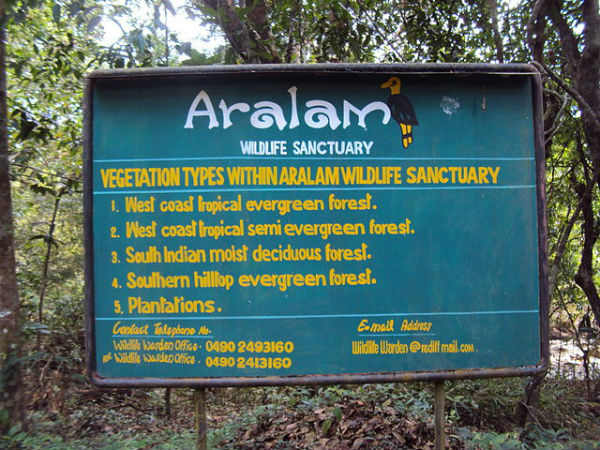 Aralam
WILDLIFE SANCTUARY
VEGETATION TYPES WITHIN ARALAM WILDLIFE SANCTUARY
1. West coast tropical evergreen forest.
2. West coast tropical semi evergreen forest.
3. South Indian moist deciduous forest.
4. Southern hilltop evergreen forest.
5. Plantations.
Contact Telephone No. E-mail Address
Wildlife Warden Office - 0490 2493160 Wildlife Warden@rediffmail.com
Wildlife Warden Office - 0490 2413160